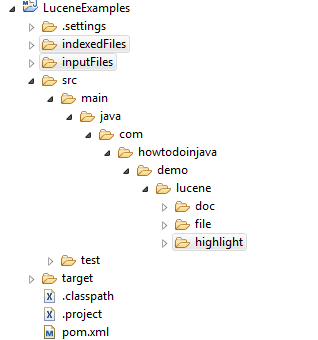 LuceneExamples
.settings
indexedFiles
inputFiles
src
main
java
com
howtodoinjava
demo
lucene
doc
file
highlight
test
target
.classpath
.project
pom.xml